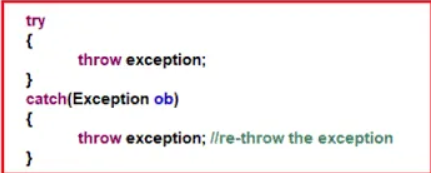 try
{
throw exception;
}
catch(Exception ob)
{
throw exception; //re-throw the exception
}